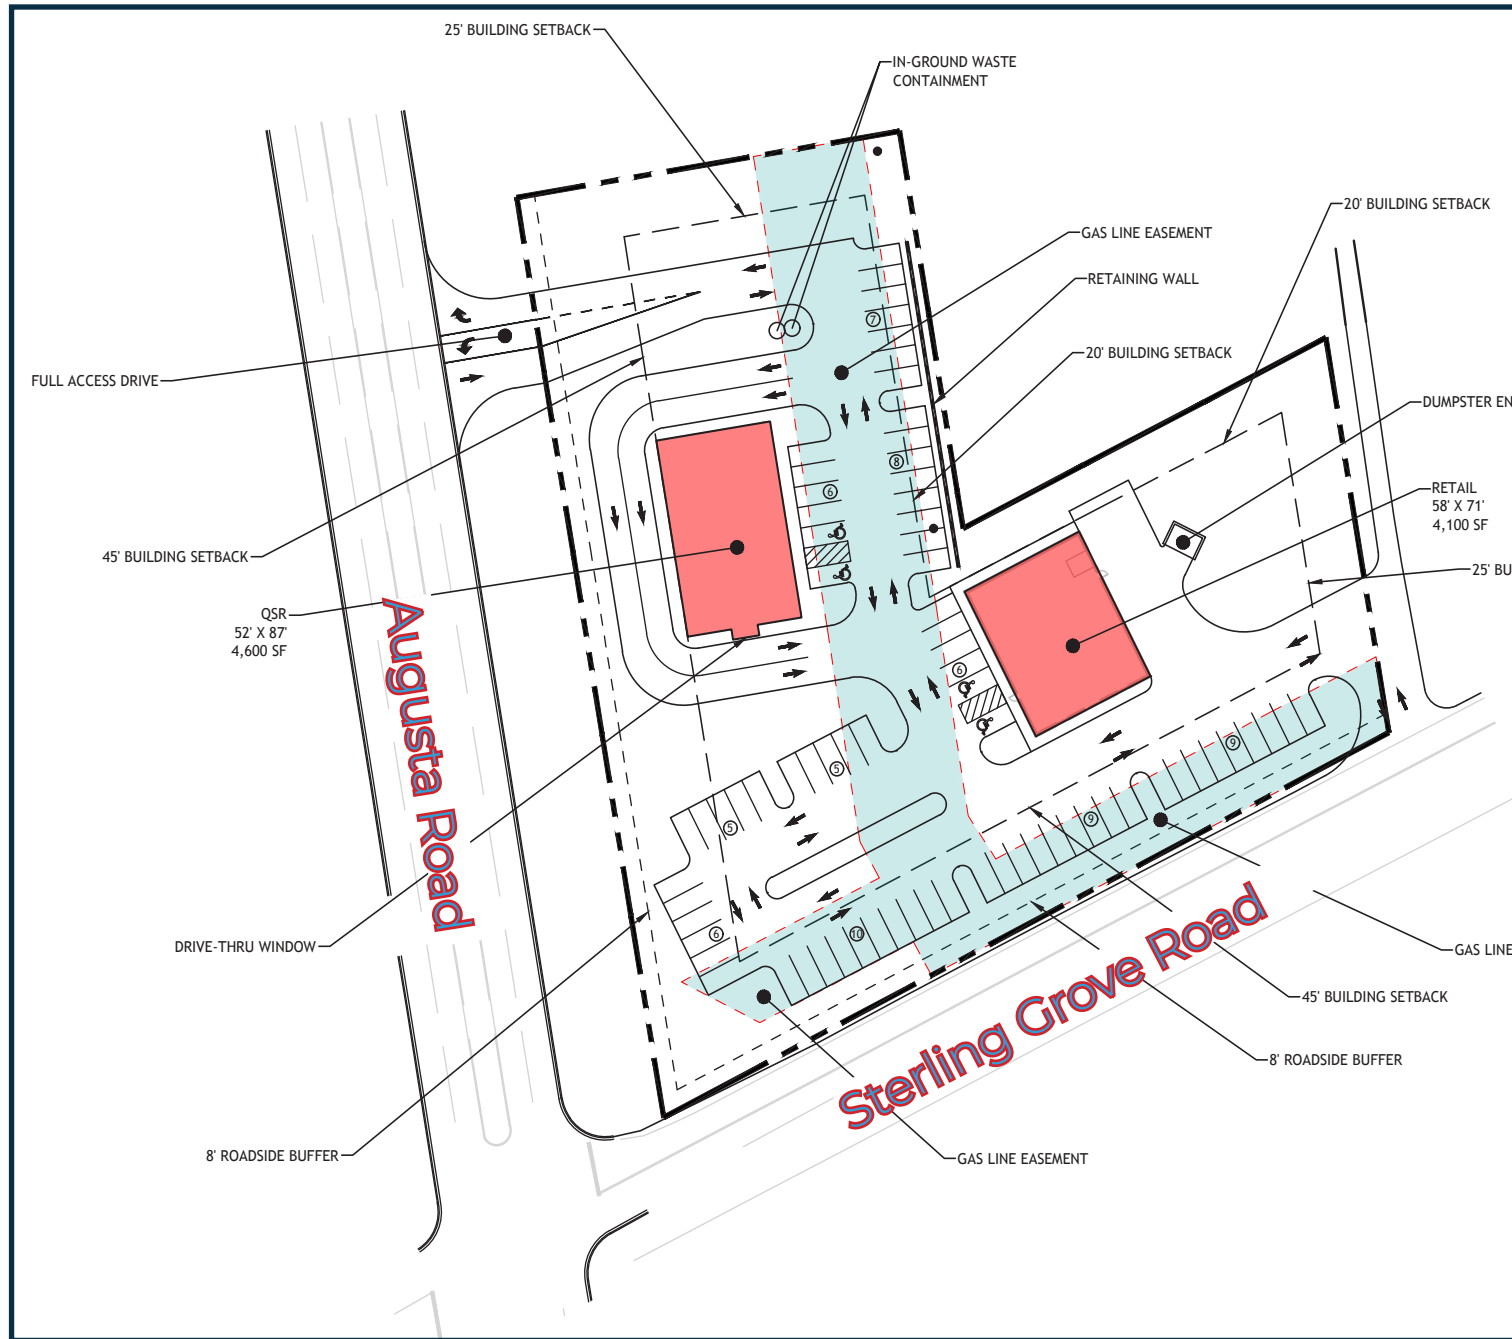 25' BUILDING SETBACK
IN-GROUND WASTE
CONTAINMENT
20' BUILDING SETBACK
GAS LINE EASEMENT
RETAINING WALL
7
20' BUILDING SETBACK
FULL ACCESS DRIVE
DUMPSTER EN
8
6
RETAIL
58' X 71'
4,100 SF
45' BUILDING SETBACK
25' BU
QSR
52' X 87'
4,600 SF
6
Augusta Road
9
5
9
5
6
10
DRIVE-THRU WINDOW
GAS LINE
Sterling Grove Road
45' BUILDING SETBACK
8' ROADSIDE BUFFER
8' ROADSIDE BUFFER
GAS LINE EASEMENT